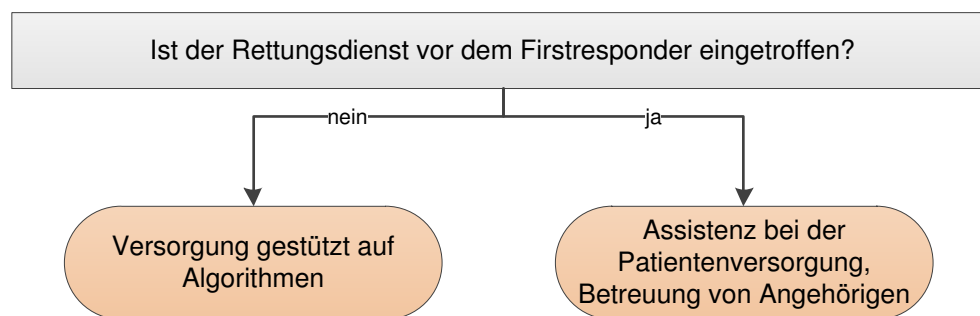 Ist der Rettungsdienst vor dem Firstresponder eingetroffen?
nein
ja
Versorgung gestützt auf
Algorithmen
Assistenz bei der
Patientenversorgung,
Betreuung von Angehörigen